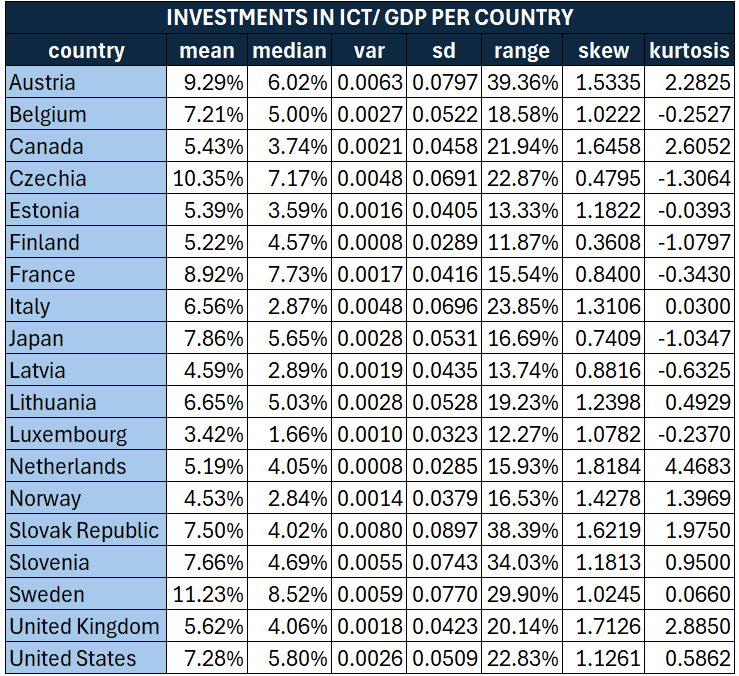 INVESTMENTS IN ICT/ GDP PER COUNTRY
country mean median var sd range skew kurtosis
Austria 9.29% 6.02% 0.0063 0.0797 39.36% 1.5335 2.2825
Belgium 7.21% 5.00% 0.0027 0.0522 18.58% 1.0222 -0.2527
Canada 5.43% 3.74% 0.0021 0.0458 21.94% 1.6458 2.6052
Czechia 10.35% 7.17% 0.0048 0.0691 22.87% 0.4795 -1.3064
Estonia 5.39% 3.59% 0.0016 0.0405 13.33% 1.1822 -0.0393
Finland 5.22% 4.57% 0.0008 0.0289 11.87% 0.3608 -1.0797
France 8.92% 7.73% 0.0017 0.0416 15.54% 0.8400 -0.3430
Italy 6.56% 2.87% 0.0048 0.0696 23.85% 1.3106 0.0300
Japan 7.86% 5.65% 0.0028 0.0531 16.69% 0.7409 -1.0347
Latvia 4.59% 2.89% 0.0019 0.0435 13.74% 0.8816 -0.6325
Lithuania 6.65% 5.03% 0.0028 0.0528 19.23% 1.2398 0.4929
Luxembourg 3.42% 1.66% 0.0010 0.0323 12.27% 1.0782 -0.2370
Netherlands 5.19% 4.05% 0.0008 0.0285 15.93% 1.8184 4.4683
Norway 4.53% 2.84% 0.0014 0.0379 16.53% 1.4278 1.3969
Slovak Republic 7.50% 4.02% 0.0080 0.0897 38.39% 1.6219 1.9750
Slovenia 7.66% 4.69% 0.0055 0.0743 34.03% 1.1813 0.9500
Sweden 11.23% 8.52% 0.0059 0.0770 29.90% 1.0245 0.0660
United Kingdom 5.62% 4.06% 0.0018 0.0423 20.14% 1.7126 2.8850
United States 7.28% 5.80% 0.0026 0.0509 22.83% 1.1261 0.5862